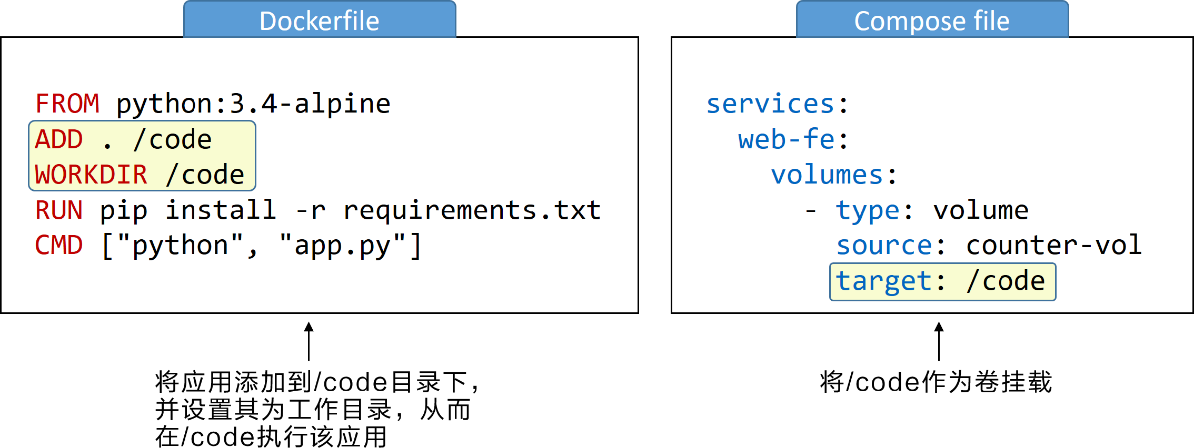 Dockerfile
FROM python:3.4-alpine
ADD . /code
WORKDIR /code
RUN pip install -r requirements.txt
CMD ["python", "app.py"]
将应用添加到/code目录下，
并设置其为工作目录，从而
在/code执行该应用
Compose file
services:
web-fe:
volumes:
- type: volume
source: counter-vol
target: /code
将/code作为卷挂载